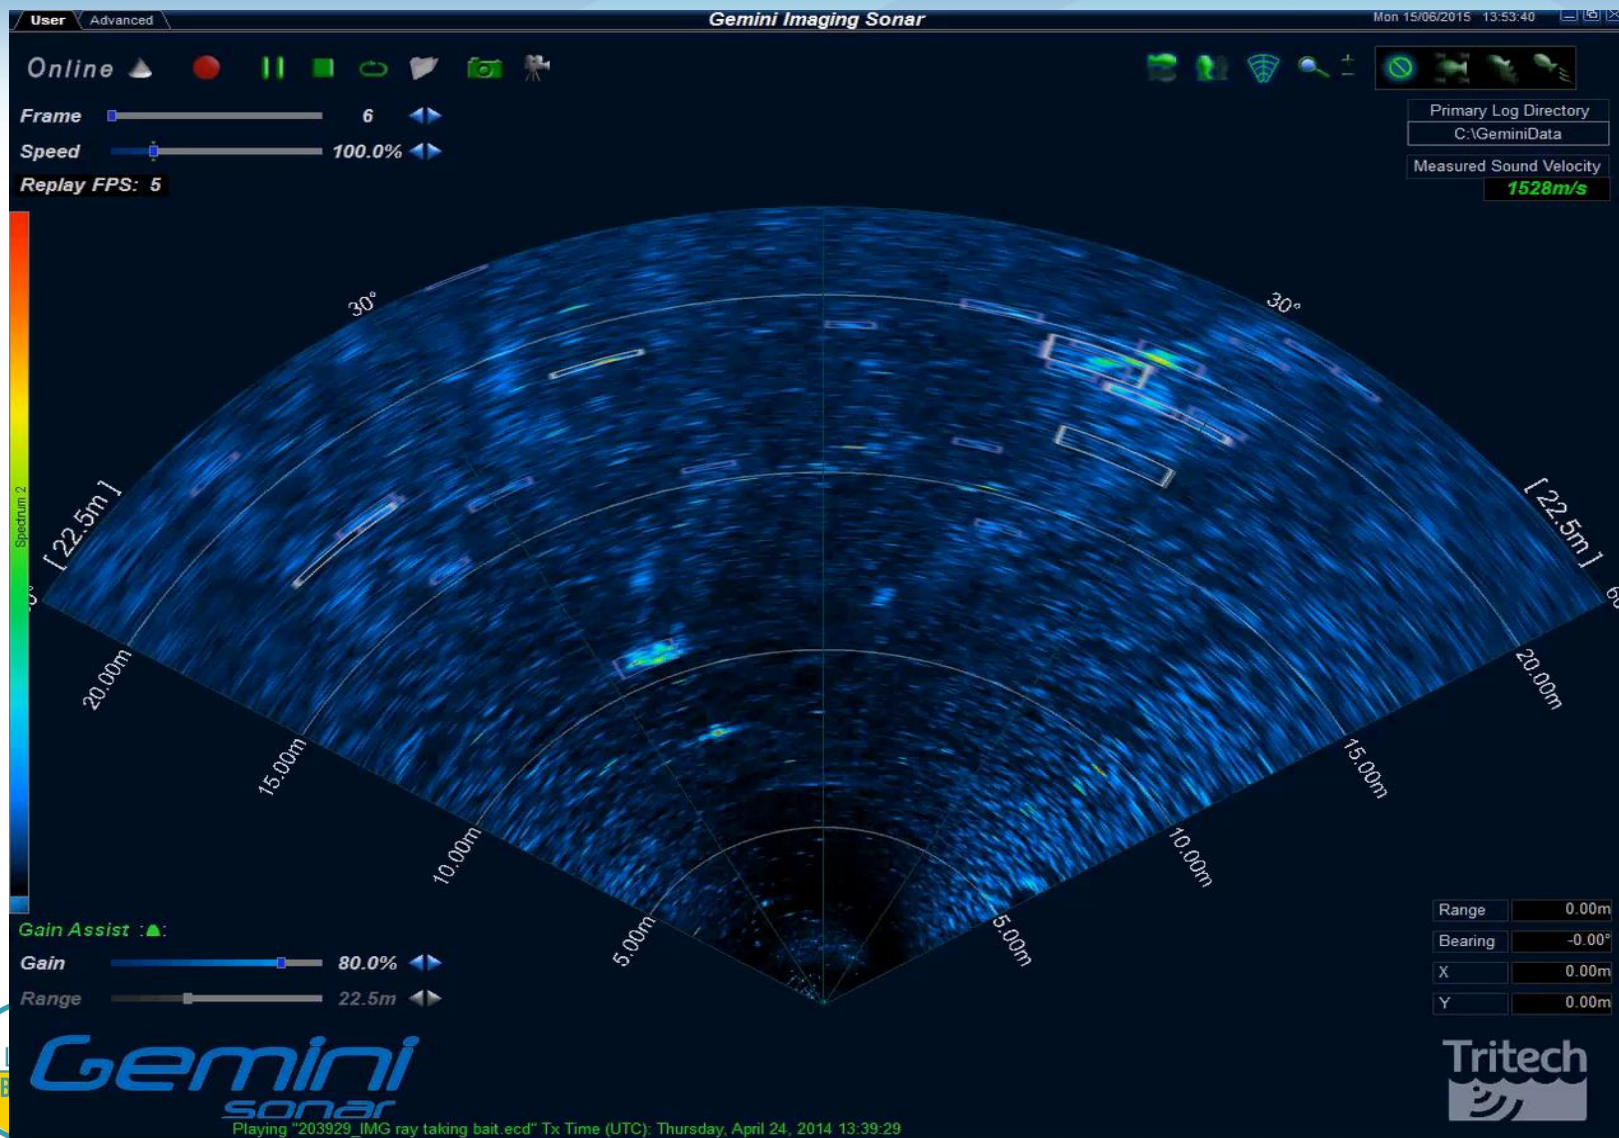 User Advanced Gemini Imaging Sonar Mon 15/06/2015 13:53:40
Online
Frame 6
Speed 100.0%
Replay FPS: 5
Primary Log Directory
C:\GeminiData
Measured Sound Velocity
1528m/s
30° 30°
[ 22.5m ] [ 22.5m ]
Spectrum 2
20.00m 20.00m
15.00m 15.00m
10.00m 10.00m
5.00m 5.00m
Gain Assist
Gain 80.0%
Range 22.5m
Range 0.00m
Bearing -0.00°
X 0.00m
Y 0.00m
Gemini
sonar
Tritech
Playing "203929_IMG ray taking bait.ecd" Tx Time (UTC): Thursday, April 24, 2014 13:39:29